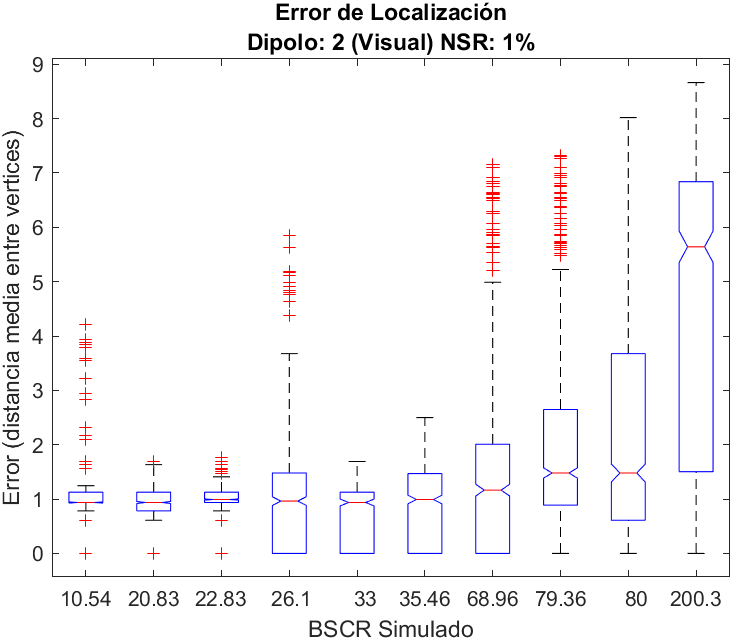 Error de Localización
Dipolo: 2 (Visual) NSR: 1%
Error (distancia media entre vertices)
9
8
7
6
5
4
3
2
1
0
10.54 20.83 22.83 26.1 33 35.46 68.96 79.36 80 200.3
BSCR Simulado